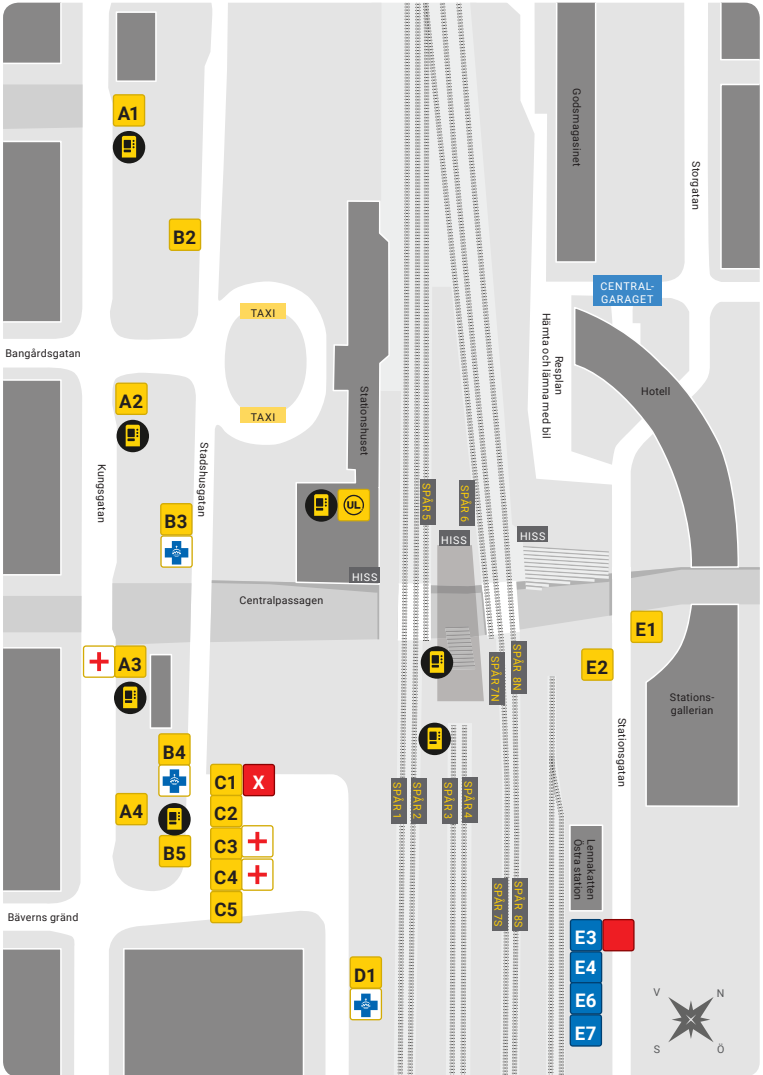 A1
Godsmagasinet
Storgatan
B2
CENTRAL-
GARAGET
TAXI
Bangårdsgatan
Resplan
Hämta och lämna med bil
Hotell
A2
TAXI
Stationshuset
Kungsgatan
Stadshusgatan
B3
UL
SPÅR 5
SPÅR 6
HISS
HISS
HISS
Centralpassagen
E1
A3
E2
SPÅR 7N
SPÅR 8N
Stations-
gallerian
Stationsgatan
B4
C1
X
A4
C2
SPÅR 1
SPÅR 2
SPÅR 3
SPÅR 4
B5
C3
C4
C5
Lennakatten
Östra station
SPÅR 7S
SPÅR 8S
Bäverns gränd
E3
E4
D1
E6
E7
V
N
S
Ö